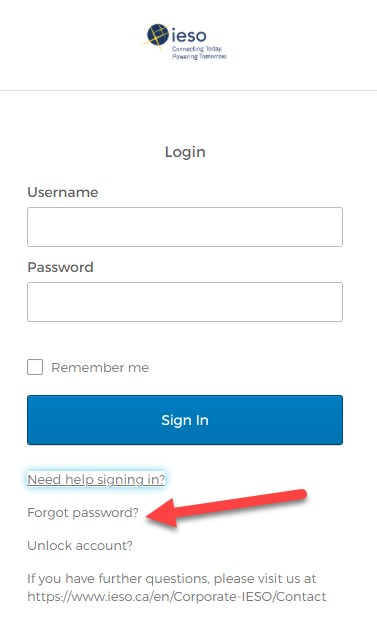 ieso
Connecting Today.
Powering Tomorrow.
Login
Username
Password
Remember me
Sign In
Need help signing in?
Forgot password?
Unlock account?
If you have further questions, please visit us at
https://www.ieso.ca/en/Corporate-IESO/Contact